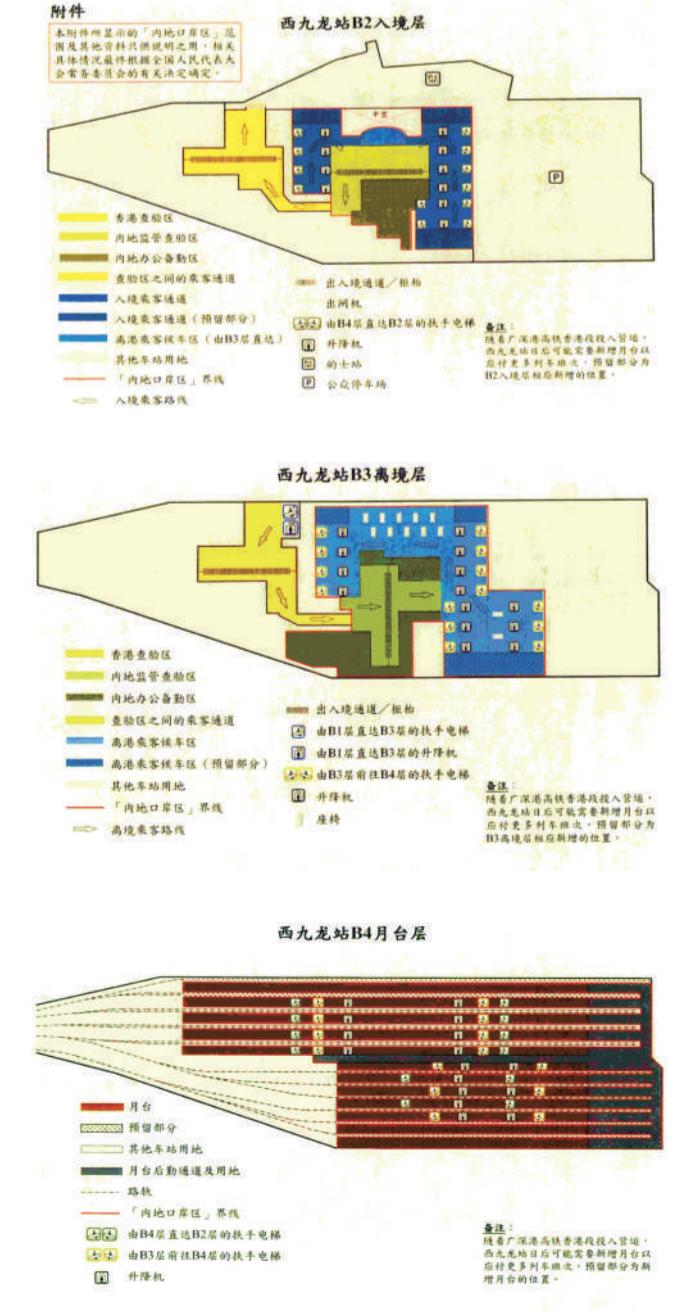 附件
西九龙站B2入境层
本附件所显示的「内地口岸区」范
围及其他资料只供说明之用，相关
具体情况最终根据全国人民代表大
会常务委员会的有关决定确定。
中空
P
香港查验区
内地监管查验区
内地办公备勤区
查验区之间的乘客通道
入境乘客通道
入境乘客通道（预留部分）
离港乘客候车区（由B3层直达）
其他车站用地
「内地口岸区」界线
入境乘客路线
出入境通道／柜枱
出闸机
由B4层直达B2层的扶手电梯
升降机
的士站
P 公众停车场
备注：
随着广深港高铁香港段投入营运，
西九龙站日后可能需要新增月台以
应付更多列车班次，预留部分为
B2入境层相应新增的位置。
西九龙站B3离境层
香港查验区
内地监管查验区
内地办公备勤区
查验区之间的乘客通道
离港乘客候车区
离港乘客候车区（预留部分）
其他车站用地
「内地口岸区」界线
离境乘客路线
出入境通道／柜枱
由B1层直达B3层的扶手电梯
由B1层直达B3层的升降机
由B3层前往B4层的扶手电梯
升降机
座椅
备注：
随着广深港高铁香港段投入营运，
西九龙站日后可能需要新增月台以
应付更多列车班次，预留部分为
B3离境层相应新增的位置。
西九龙站B4月台层
月台
预留部分
其他车站用地
月台后勤通道及用地
路轨
「内地口岸区」界线
由B4层直达B2层的扶手电梯
由B3层前往B4层的扶手电梯
升降机
备注：
随着广深港高铁香港段投入营运，
西九龙站日后可能需要新增月台以
应付更多列车班次，预留部分为新
增月台的位置。